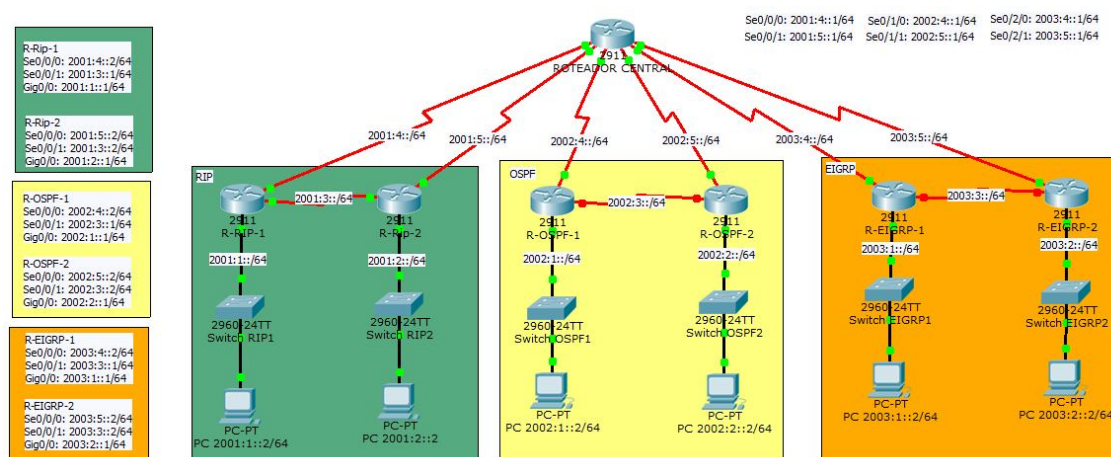 R-Rip-1
Se0/0/0: 2001:4::2/64
Se0/0/1: 2001:3::1/64
Gig0/0: 2001:1::1/64
R-Rip-2
Se0/0/0: 2001:5::2/64
Se0/0/1: 2001:3::2/64
Gig0/0: 2001:2::1/64
R-OSPF-1
Se0/0/0: 2002:4::2/64
Se0/0/1: 2002:3::1/64
Gig0/0: 2002:1::1/64
R-OSPF-2
Se0/0/0: 2002:5::2/64
Se0/0/1: 2002:3::2/64
Gig0/0: 2002:2::1/64
R-EIGRP-1
Se0/0/0: 2003:4::2/64
Se0/0/1: 2003:3::1/64
Gig0/0: 2003:1::1/64
R-EIGRP-2
Se0/0/0: 2003:5::2/64
Se0/0/1: 2003:3::2/64
Gig0/0: 2003:2::1/64
2911
ROTEADOR CENTRAL
Se0/0/0: 2001:4::1/64 Se0/1/0: 2002:4::1/64 Se0/2/0: 2003:4::1/64
Se0/0/1: 2001:5::1/64 Se0/1/1: 2002:5::1/64 Se0/2/1: 2003:5::1/64
2001:4::/64
2001:5::/64
2002:4::/64
2002:5::/64
2003:4::/64
2003:5::/64
RIP
2001:3::/64
2911
R-RIP-1
2911
R-Rip-2
2001:1::/64
2001:2::/64
2960-24TT
Switch RIP1
2960-24TT
Switch RIP2
PC-PT
PC 2001:1::2/64
PC-PT
PC 2001:2::2
OSPF
2002:3::/64
2911
R-OSPF-1
2911
R-OSPF-2
2002:1::/64
2002:2::/64
2960-24TT
Switch OSPF1
2960-24TT
Switch OSPF2
PC-PT
PC 2002:1::2/64
PC-PT
PC 2002:2::2/64
EIGRP
2003:3::/64
2911
R-EIGRP-1
2911
R-EIGRP-2
2003:1::/64
2003:2::/64
2960-24TT
Switch EIGRP1
2960-24TT
Switch EIGRP2
PC-PT
PC 2003:1::2/64
PC-PT
PC 2003:2::2/64